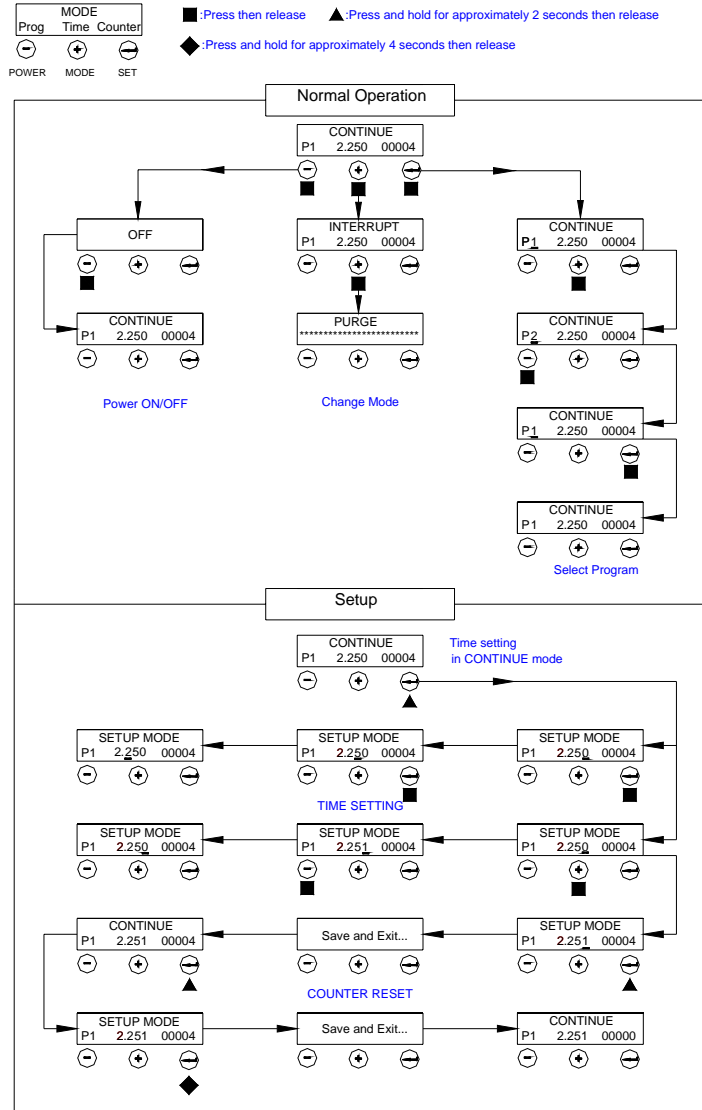 MODE
Prog Time Counter
POWER MODE SET
:Press then release :Press and hold for approximately 2 seconds then release
:Press and hold for approximately 4 seconds then release
Normal Operation
CONTINUE
P1 2.250 00004
OFF
INTERRUPT
P1 2.250 00004
CONTINUE
P1 2.250 00004
CONTINUE
P1 2.250 00004
PURGE
*************************
CONTINUE
P2 2.250 00004
Power ON/OFF
Change Mode
CONTINUE
P1 2.250 00004
CONTINUE
P1 2.250 00004
Select Program
Setup
CONTINUE
P1 2.250 00004
Time setting
in CONTINUE mode
SETUP MODE
P1 2.250 00004
SETUP MODE
P1 2.250 00004
SETUP MODE
P1 2.250 00004
TIME SETTING
SETUP MODE
P1 2.250 00004
SETUP MODE
P1 2.251 00004
SETUP MODE
P1 2.250 00004
CONTINUE
P1 2.251 00004
Save and Exit...
SETUP MODE
P1 2.251 00004
COUNTER RESET
SETUP MODE
P1 2.251 00004
Save and Exit...
CONTINUE
P1 2.251 00000